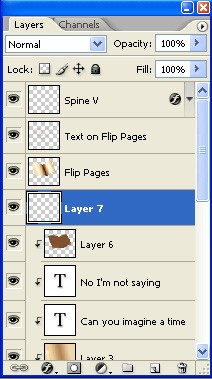 Layers Channels
Normal Opacity: 100%
Lock: Fill: 100%
Spine V
Text on Flip Pages
Flip Pages
Layer 7
Layer 6
T No I'm not saying
T Can you imagine a time
Layer 3